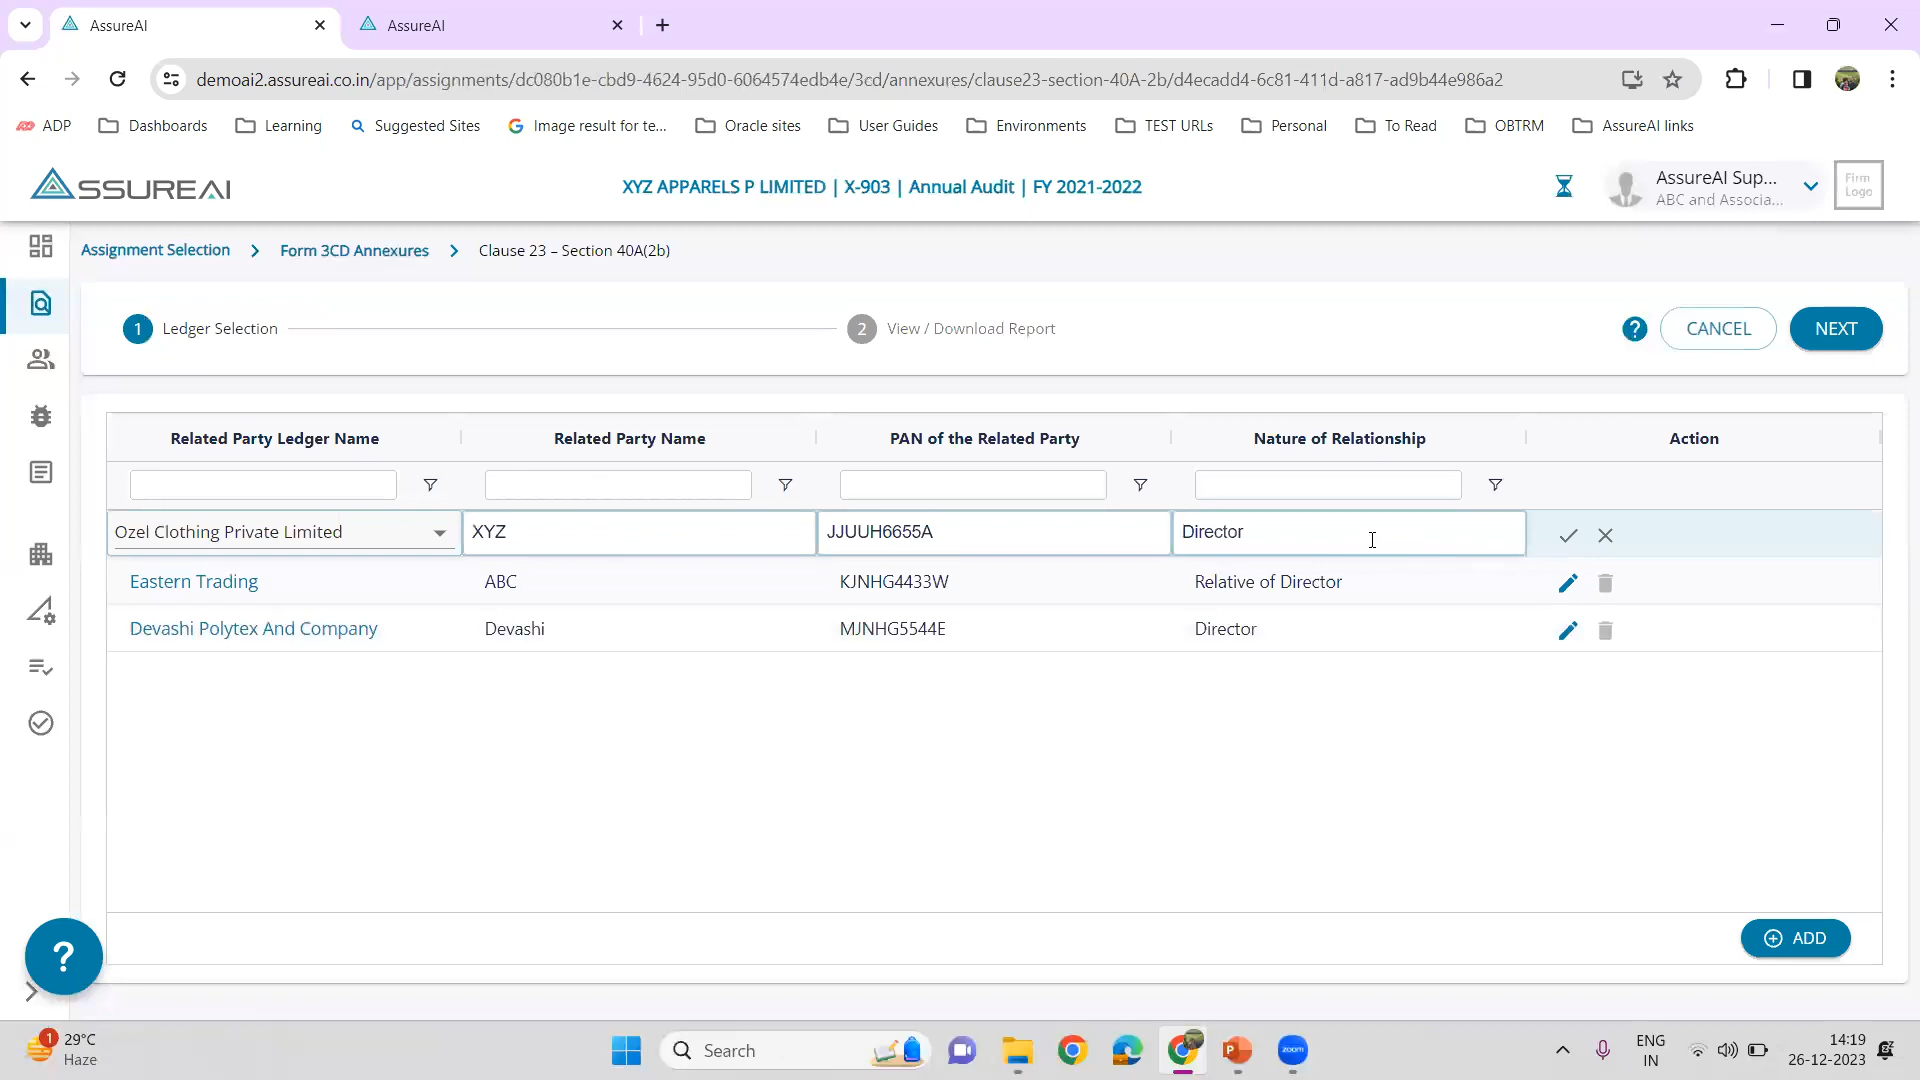 AssureAI
AssureAI
demoai2.assureai.co.in/app/assignments/dc080b1e-cbd9-4624-95d0-6064574edb4e/3cd/annexures/clause23-section-40A-2b/d4ecadd4-6c81-411d-a817-ad9b44e986a2
ADP Dashboards Learning Suggested Sites Image result for te... Oracle sites User Guides Environments TEST URLs Personal To Read OBTRM AssureAI links
SSUREAI
XYZ APPARELS P LIMITED | X-903 | Annual Audit | FY 2021-2022
AssureAI Sup...
ABC and Associa...
Firm
Logo
Assignment Selection > Form 3CD Annexures > Clause 23 – Section 40A(2b)
1 Ledger Selection 2 View / Download Report ? CANCEL NEXT
Related Party Ledger Name Related Party Name PAN of the Related Party Nature of Relationship Action
Ozel Clothing Private Limited XYZ JJUUH6655A Director
Eastern Trading ABC KJNHG4433W Relative of Director
Devashi Polytex And Company Devashi MJNHG5544E Director
ADD
?
1
29°C
Haze
Search
zoom
ENG
IN
14:19
26-12-2023